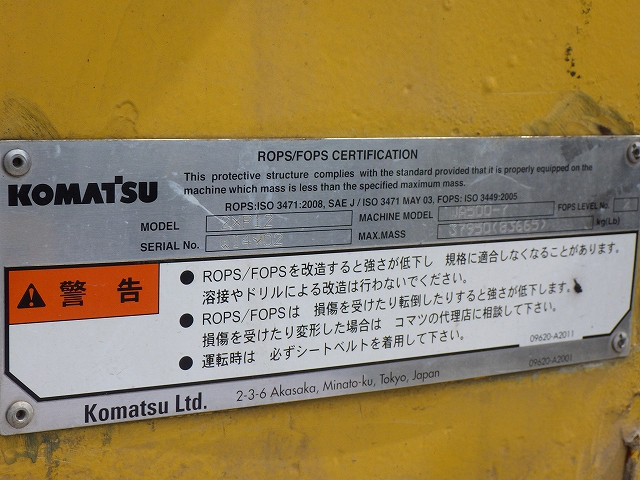 ROPS/FOPS CERTIFICATION
KOMATSU
This protective structure complies with the standard provided that it is properly equipped on the
machine which mass is less than the specified maximum mass.
ROPS:ISO 3471:2008, SAE J / ISO 3471 MAY 03, FOPS: ISO 3449:2005
MODEL MACHINE MODEL FOPS LEVEL No.
SERIAL No. MAX.MASS 37950(83665) kg(Lb)
警告
● ROPS/FOPSを改造すると強さが低下し 規格に適合しなくなることがあります。
溶接やドリルによる改造は行わないでください。
● ROPS/FOPSは 損傷を受けたり転倒したりすると強さが低下します。
損傷を受けたり変形した場合は コマツの代理店に相談して下さい。
● 運転時は 必ずシートベルトを着用して下さい。
09620-A2011
Komatsu Ltd. 2-3-6 Akasaka, Minato-ku, Tokyo, Japan 09620-A2001